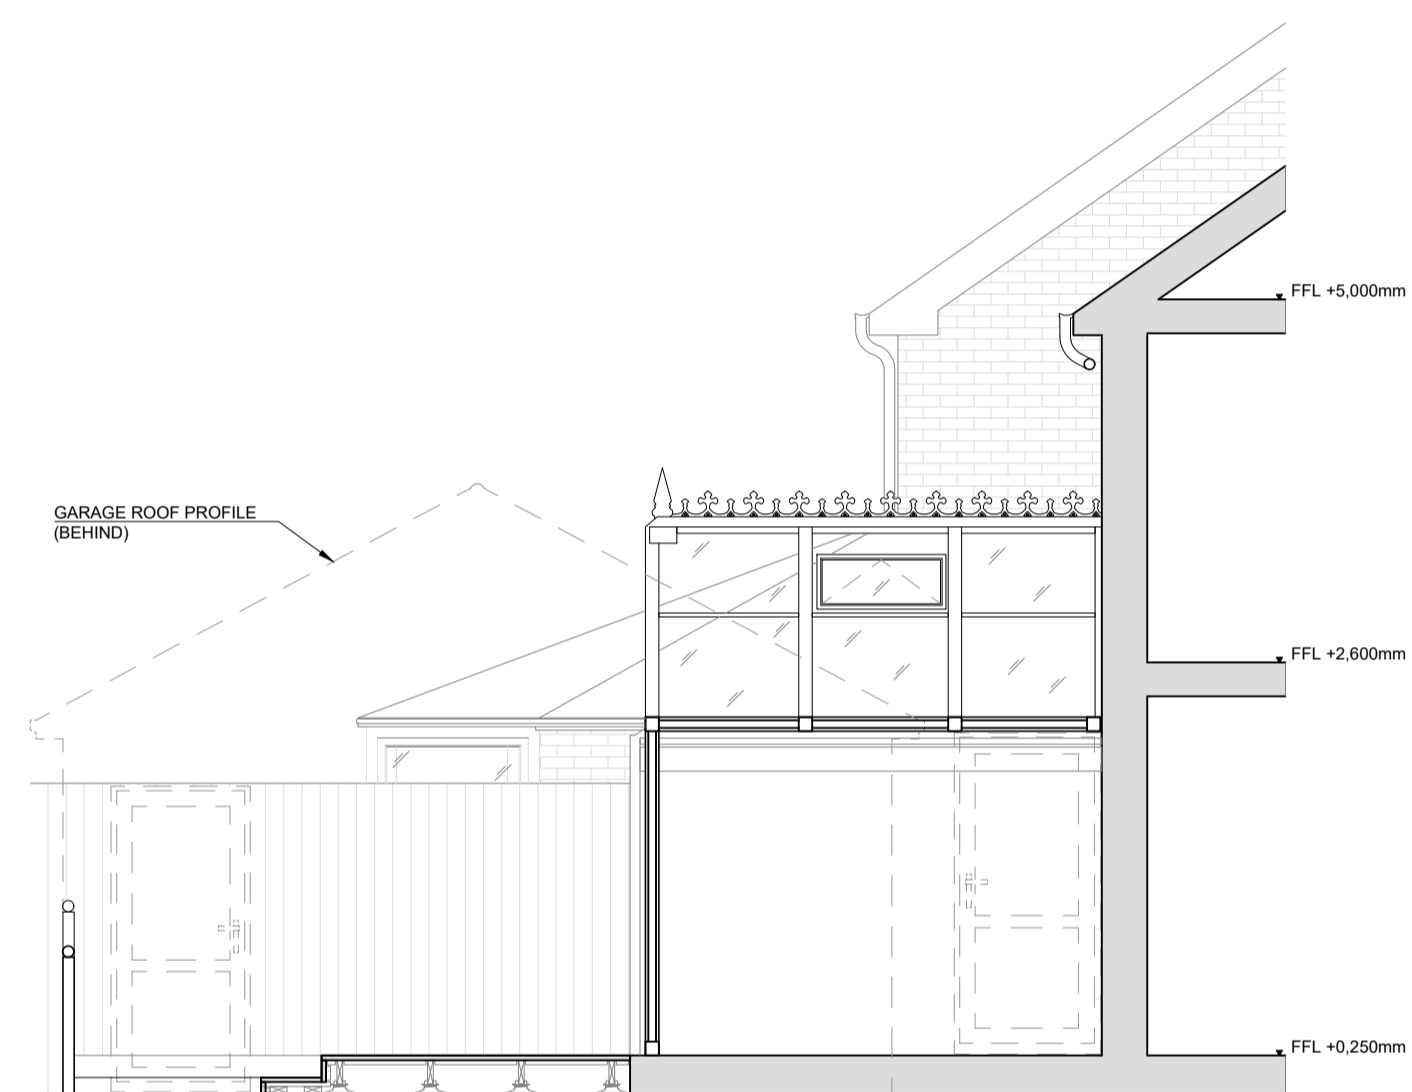 FFL +5,000mm
GARAGE ROOF PROFILE
(BEHIND)
FFL +2,600mm
FFL +0,250mm